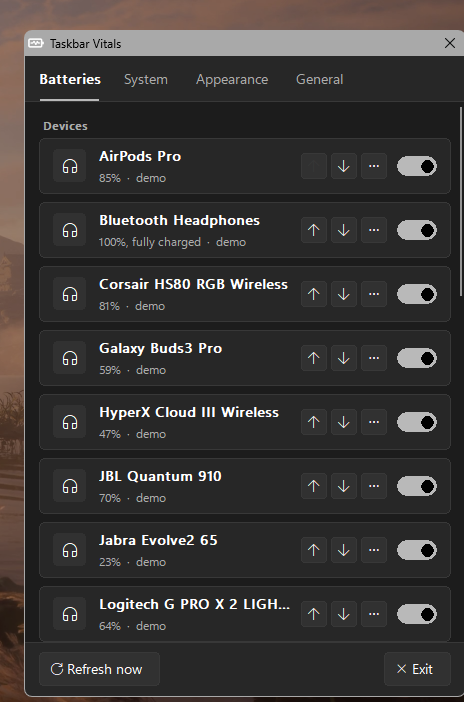 Taskbar Vitals
Batteries System Appearance General
Devices
AirPods Pro
85% · demo
Bluetooth Headphones
100%, fully charged · demo
Corsair HS80 RGB Wireless
81% · demo
Galaxy Buds3 Pro
59% · demo
HyperX Cloud III Wireless
47% · demo
JBL Quantum 910
70% · demo
Jabra Evolve2 65
23% · demo
Logitech G PRO X 2 LIGH...
64% · demo
Refresh now Exit